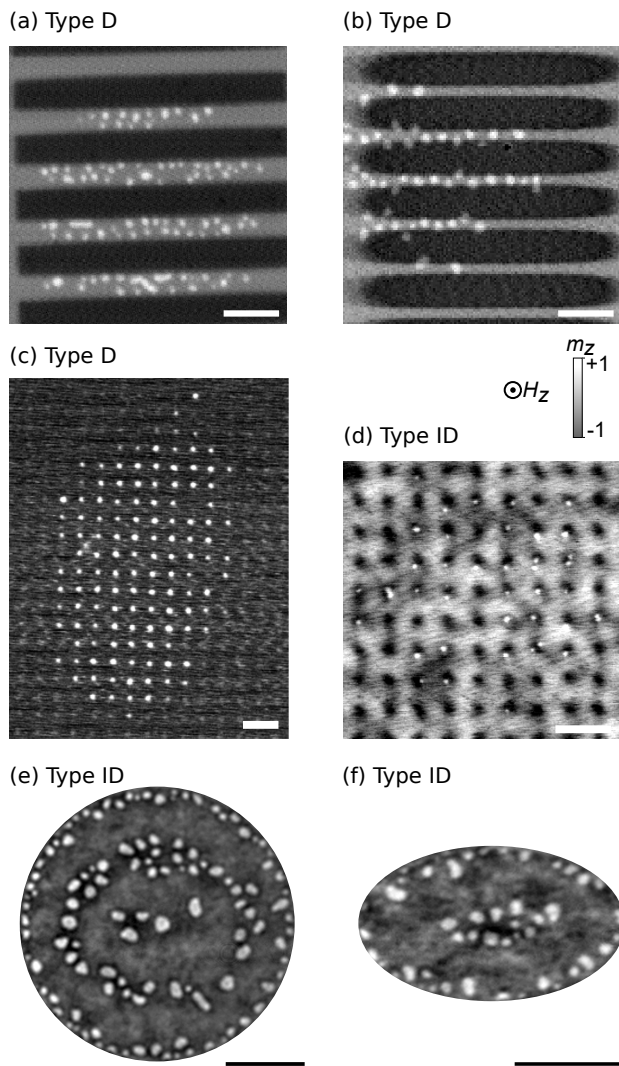 (a) Type D
(b) Type D
(c) Type D
m_z
+1
⊙H_z
-1
(d) Type ID
(e) Type ID
(f) Type ID